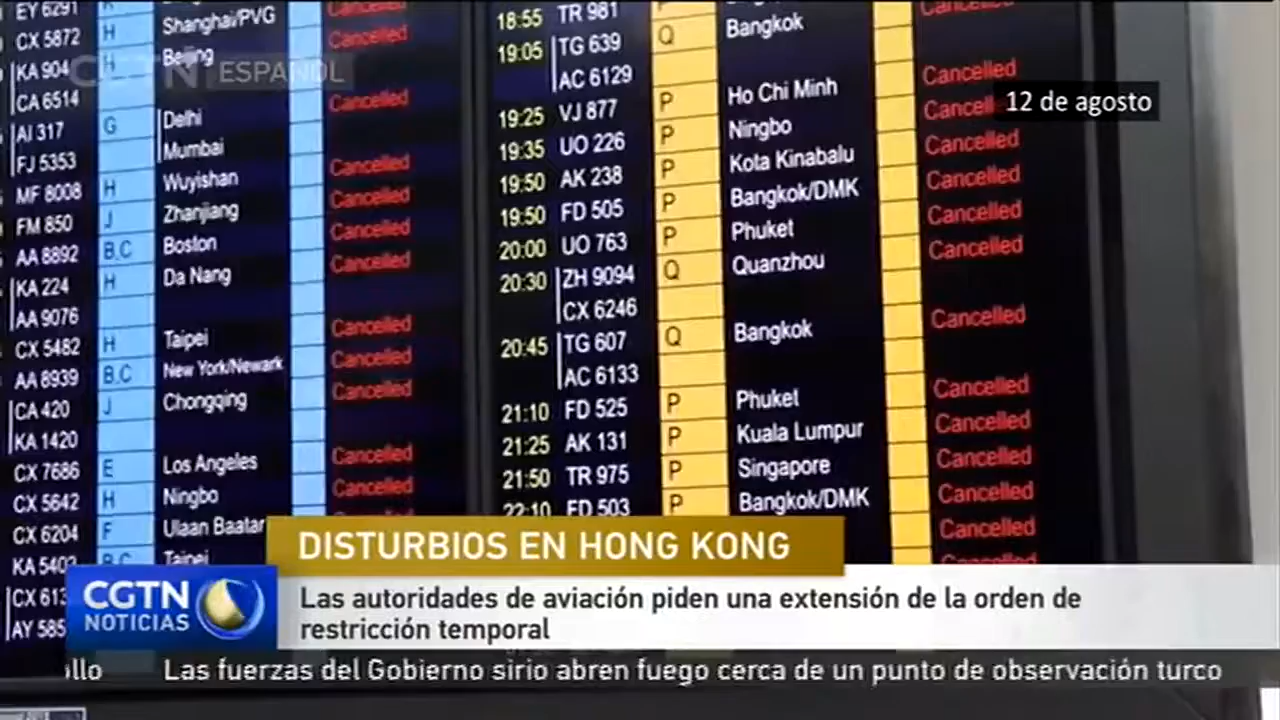 EY 6291
CX 5872 H Shanghai/PVG Cancelled
KA 904 H Beijing
CA 6514 Cancelled
AI 317 G Delhi
FJ 5353 Mumbai
MF 8008 H Wuyishan Cancelled
FM 850 J Zhanjiang Cancelled
AA 8892 B,C Boston Cancelled
KA 224 H Da Nang Cancelled
AA 9076
CX 5482 H Taipei Cancelled
AA 8939 B,C New York/Newark Cancelled
CA 420 J Chongqing Cancelled
KA 1420
CX 7686 E Los Angeles Cancelled
CX 5642 H Ningbo Cancelled
CX 6204 F Ulaan Baatar
KA 540 B,C Taipei
CX 613
AY 585
18:55 TR 981 P Cancelled
19:05 TG 639 Q Bangkok
AC 6129 Cancelled
19:25 VJ 877 P Ho Chi Minh Cancelled
19:35 UO 226 P Ningbo Cancelled
19:50 AK 238 P Kota Kinabalu Cancelled
19:50 FD 505 P Bangkok/DMK Cancelled
20:00 UO 763 P Phuket Cancelled
20:30 ZH 9094 Q Quanzhou
CX 6246 Cancelled
20:45 TG 607 Q Bangkok
AC 6133 Cancelled
21:10 FD 525 P Phuket Cancelled
21:25 AK 131 P Kuala Lumpur Cancelled
21:50 TR 975 P Singapore Cancelled
22:10 FD 503 P Bangkok/DMK Cancelled
Cancelled
CGTN ESPAÑOL
12 de agosto
DISTURBIOS EN HONG KONG
CGTN
NOTICIAS
Las autoridades de aviación piden una extensión de la orden de
restricción temporal
llo Las fuerzas del Gobierno sirio abren fuego cerca de un punto de observación turco